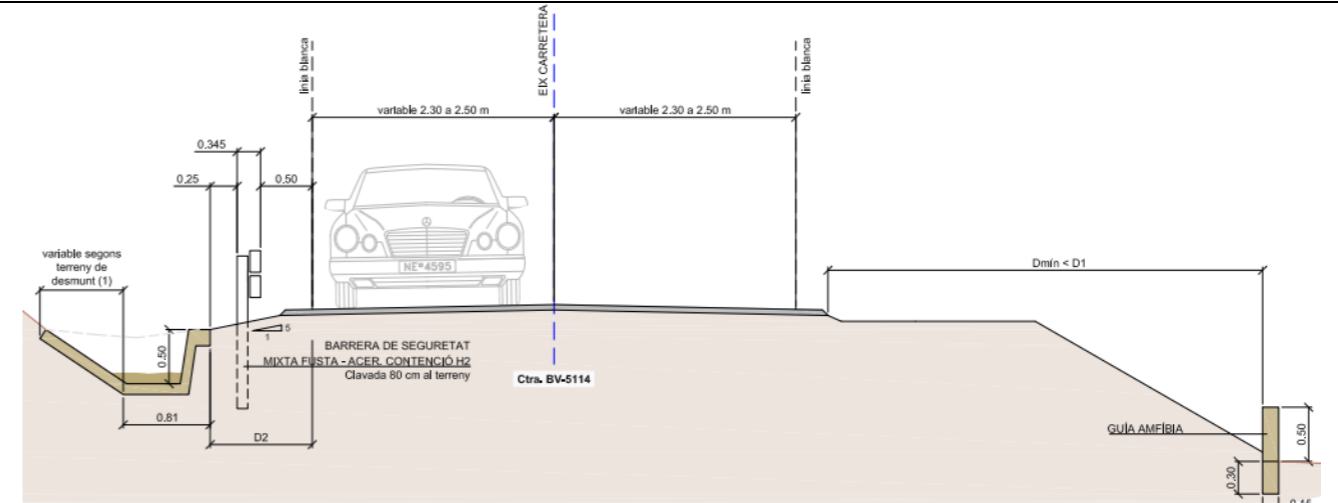 línia blanca
EIX CARRETERA
línia blanca
variable 2.30 a 2.50 m
variable 2.30 a 2.50 m
0.345
0.25
0.50
variable segons
terreny de
desmunt (1)
NE*4595
Dmín < D1
0.50
5
1
BARRERA DE SEGURETAT
MIXTA FUSTA - ACER. CONTENCIÓ H2
Clavada 80 cm al terreny
Ctra. BV-5114
0.81
D2
GUÍA AMFÍBIA
0.50
0.30